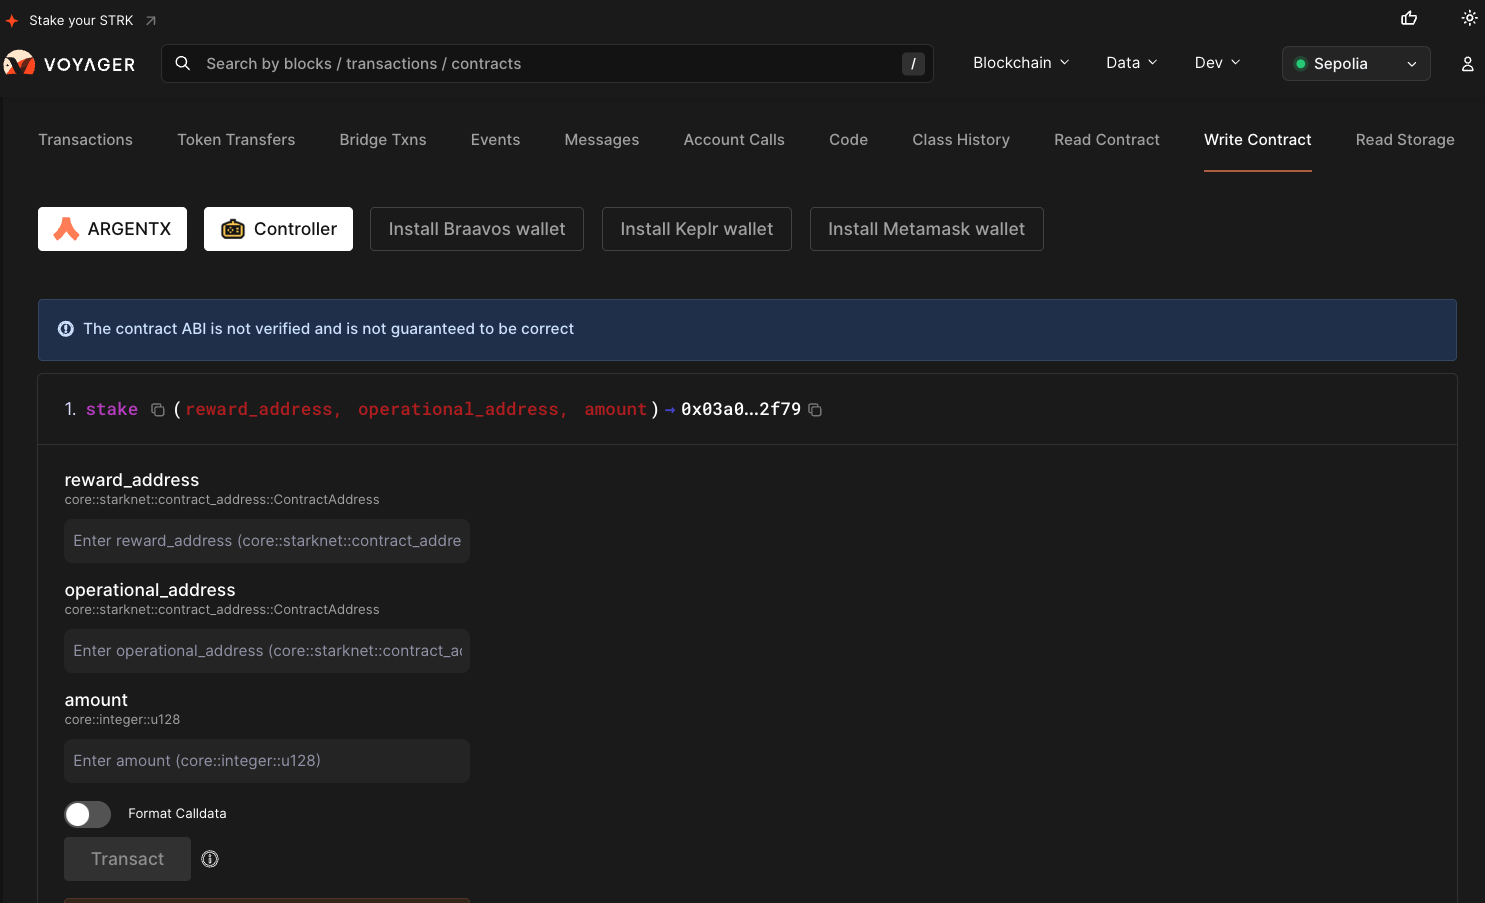 Stake your STRK
VOYAGER
Search by blocks / transactions / contracts
/
Blockchain
Data
Dev
Sepolia
Transactions
Token Transfers
Bridge Txns
Events
Messages
Account Calls
Code
Class History
Read Contract
Write Contract
Read Storage
ARGENTX
Controller
Install Braavos wallet
Install Keplr wallet
Install Metamask wallet
The contract ABI is not verified and is not guaranteed to be correct
1. stake (reward_address, operational_address, amount) → 0x03a0...2f79
reward_address
core::starknet::contract_address::ContractAddress
Enter reward_address (core::starknet::contract_addre
operational_address
core::starknet::contract_address::ContractAddress
Enter operational_address (core::starknet::contract_ac
amount
core::integer::u128
Enter amount (core::integer::u128)
Format Calldata
Transact